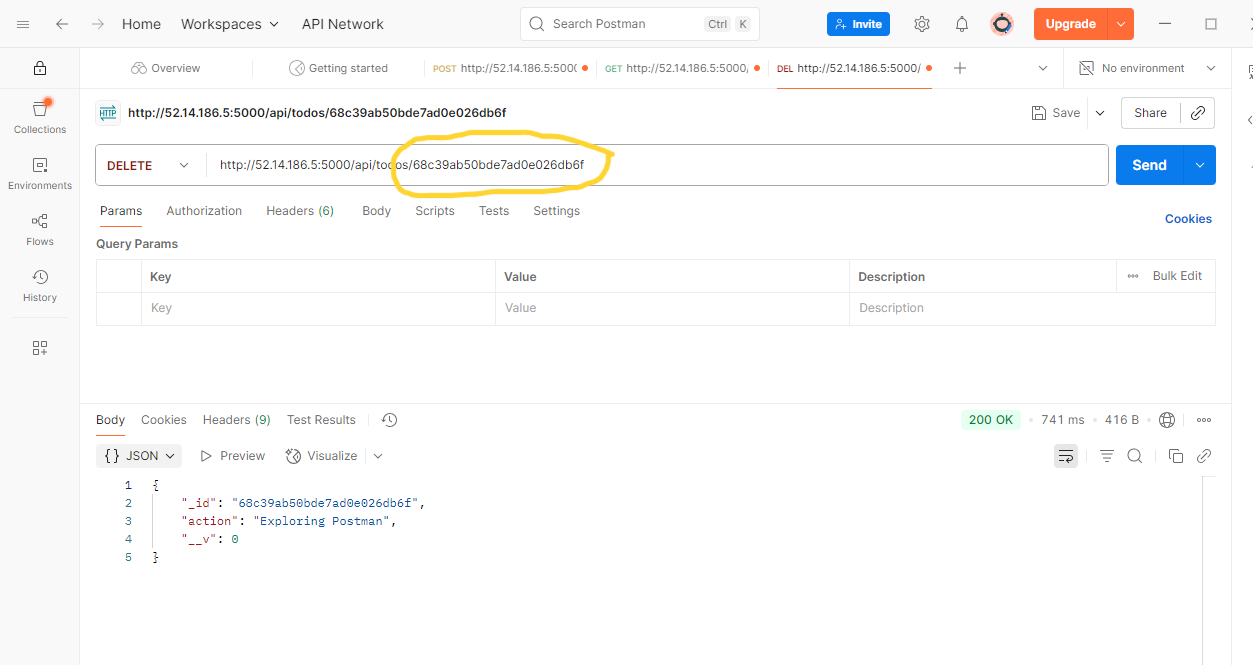 Home Workspaces API Network Search Postman Ctrl K Invite Upgrade
Overview Getting started POST http://52.14.186.5:5000 GET http://52.14.186.5:5000/ DEL http://52.14.186.5:5000/ No environment
HTTP http://52.14.186.5:5000/api/todos/68c39ab50bde7ad0e026db6f Save Share
Collections
DELETE http://52.14.186.5:5000/api/todos/68c39ab50bde7ad0e026db6f Send
Environments
Params Authorization Headers (6) Body Scripts Tests Settings Cookies
Flows
Query Params
Key Value Description Bulk Edit
History
Key Value Description
Body Cookies Headers (9) Test Results 200 OK 741 ms 416 B
{ } JSON Preview Visualize
1 {
2 "_id": "68c39ab50bde7ad0e026db6f",
3 "action": "Exploring Postman",
4 "__v": 0
5 }